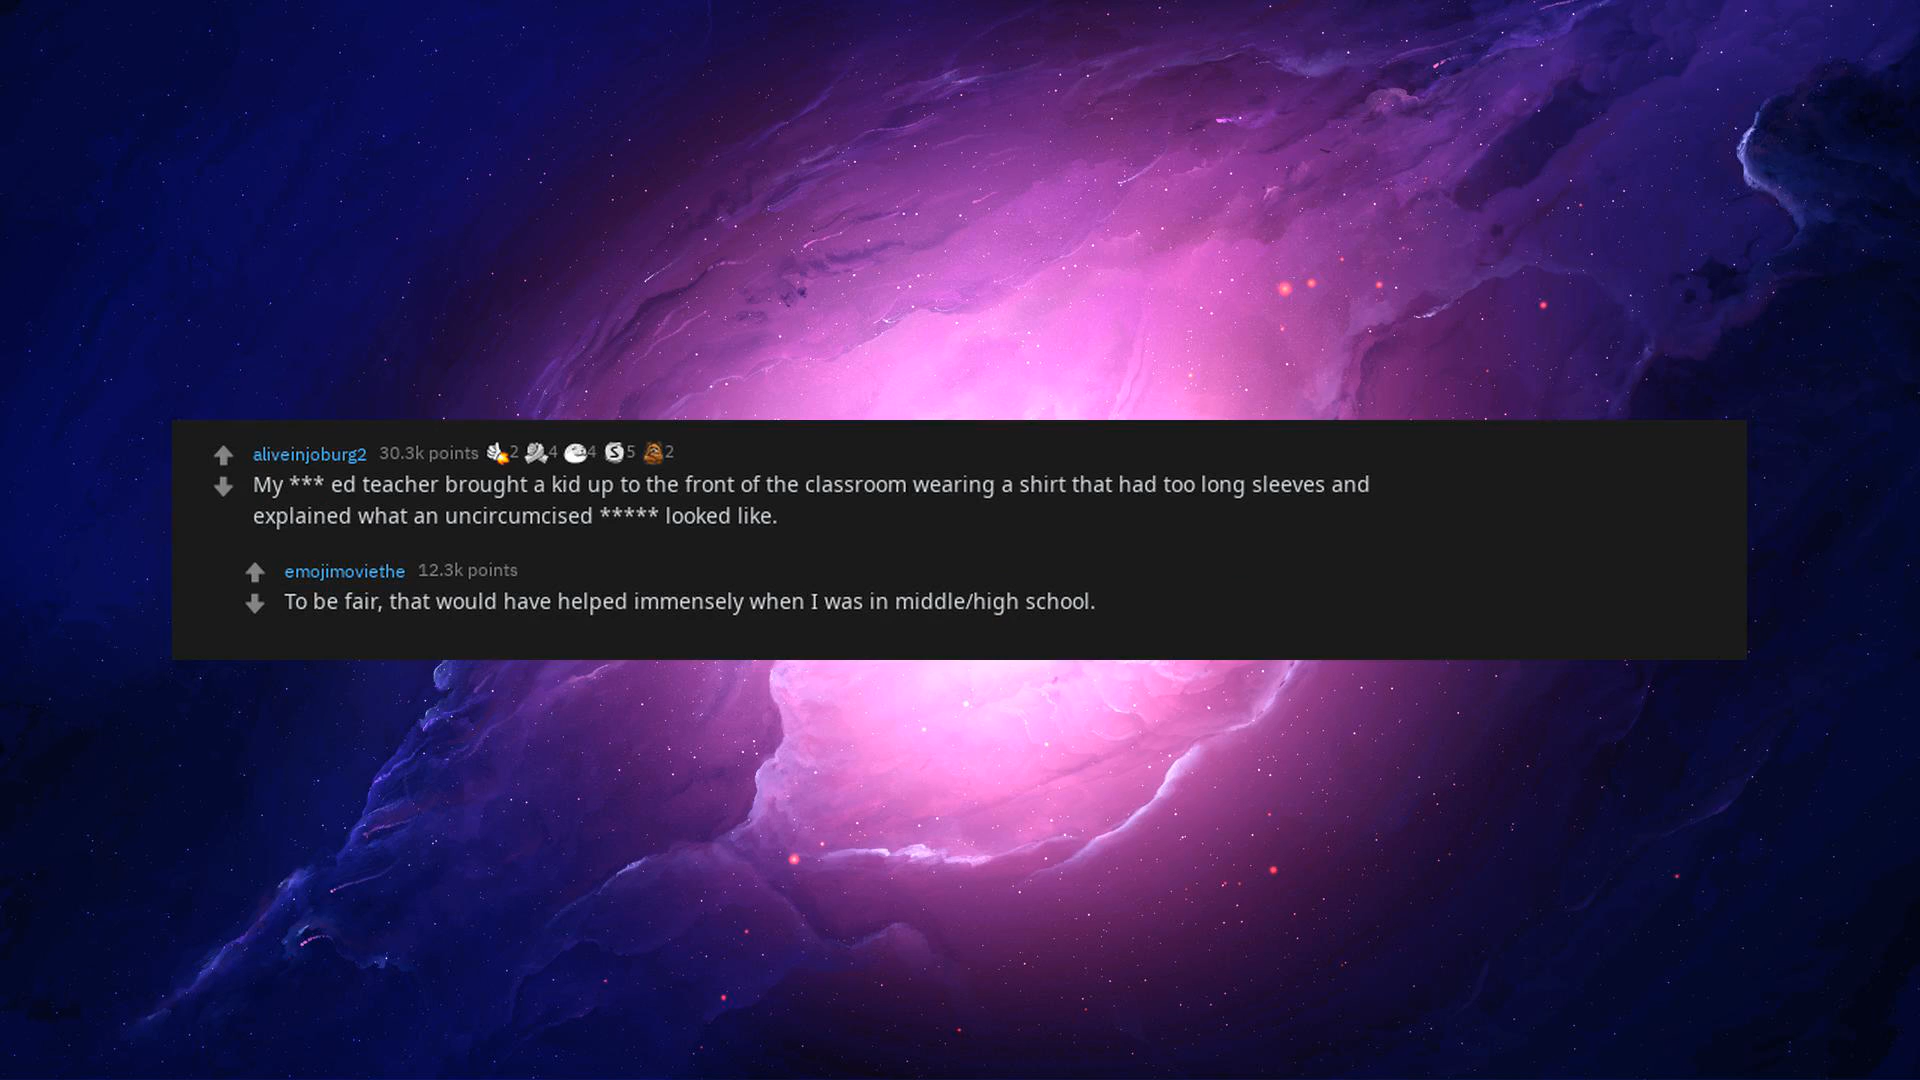 aliveinjoburg2 30.3k points 2 4 4 S 5 2
My *** ed teacher brought a kid up to the front of the classroom wearing a shirt that had too long sleeves and
explained what an uncircumcised ***** looked like.
emojimoviethe 12.3k points
To be fair, that would have helped immensely when I was in middle/high school.